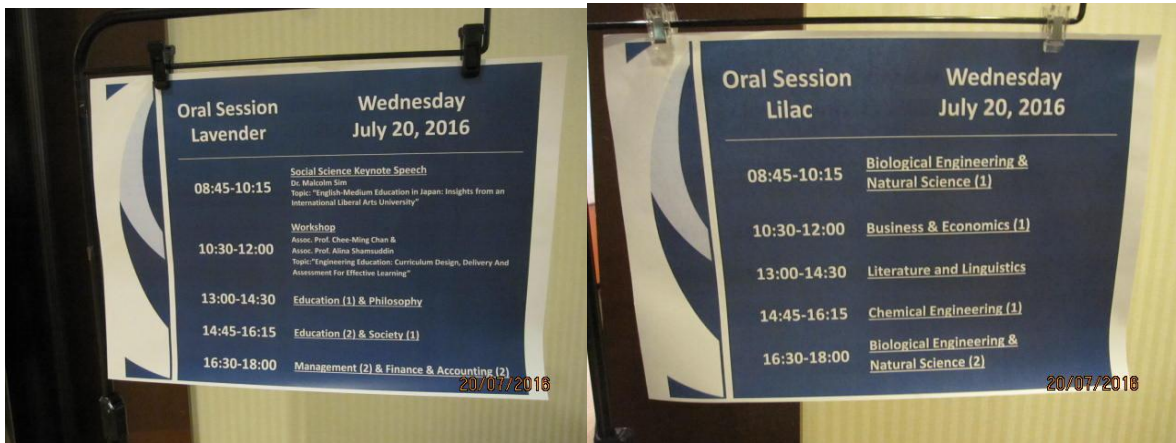 Oral Session
Lavender
Wednesday
July 20, 2016
08:45-10:15
Social Science Keynote Speech
Dr. Malcolm Sim
Topic: "English-Medium Education in Japan: Insights from an
International Liberal Arts University"
10:30-12:00
Workshop
Assoc. Prof. Chee-Ming Chan &
Assoc. Prof. Alina Shamsuddin
Topic:"Engineering Education: Curriculum Design, Delivery And
Assessment For Effective Learning"
13:00-14:30 Education (1) & Philosophy
14:45-16:15 Education (2) & Society (1)
16:30-18:00 Management (2) & Finance & Accounting (2)
20/07/2016
Oral Session
Lilac
Wednesday
July 20, 2016
08:45-10:15
Biological Engineering &
Natural Science (1)
10:30-12:00 Business & Economics (1)
13:00-14:30 Literature and Linguistics
14:45-16:15 Chemical Engineering (1)
16:30-18:00
Biological Engineering &
Natural Science (2)
20/07/2016